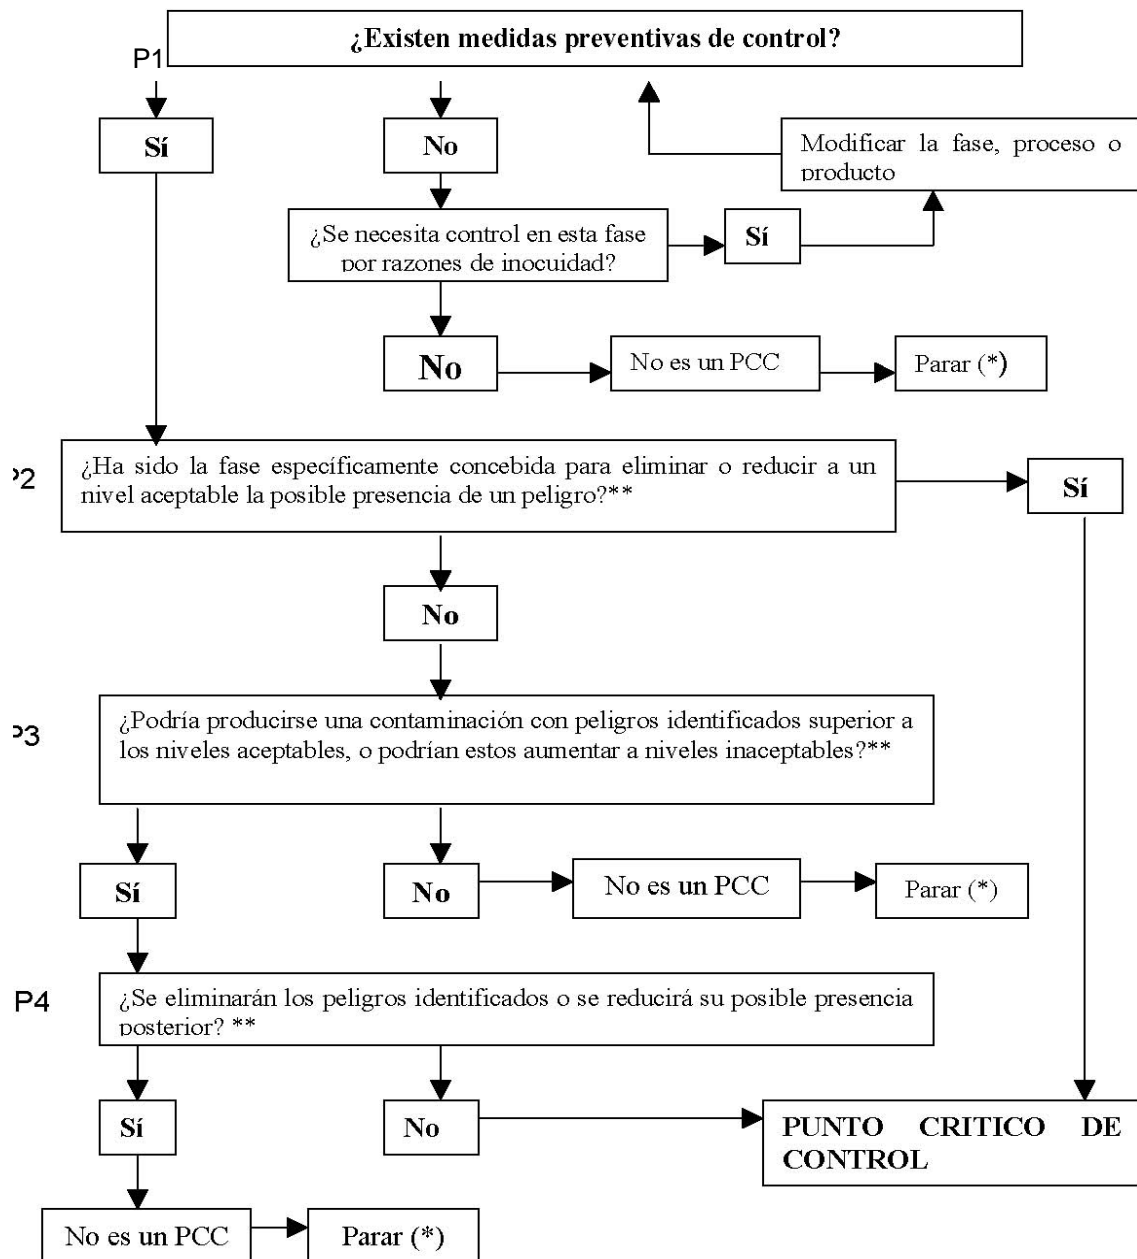 ¿Existen medidas preventivas de control?
P1
Sí
No
Modificar la fase, proceso o
producto
¿Se necesita control en esta fase
por razones de inocuidad?
Sí
No
No es un PCC
Parar (*)
P2
¿Ha sido la fase específicamente concebida para eliminar o reducir a un
nivel aceptable la posible presencia de un peligro?**
Sí
No
P3
¿Podría producirse una contaminación con peligros identificados superior a
los niveles aceptables, o podrían estos aumentar a niveles inaceptables?**
Sí
No
No es un PCC
Parar (*)
P4
¿Se eliminarán los peligros identificados o se reducirá su posible presencia
posterior? **
Sí
No
PUNTO CRITICO DE
CONTROL
No es un PCC
Parar (*)